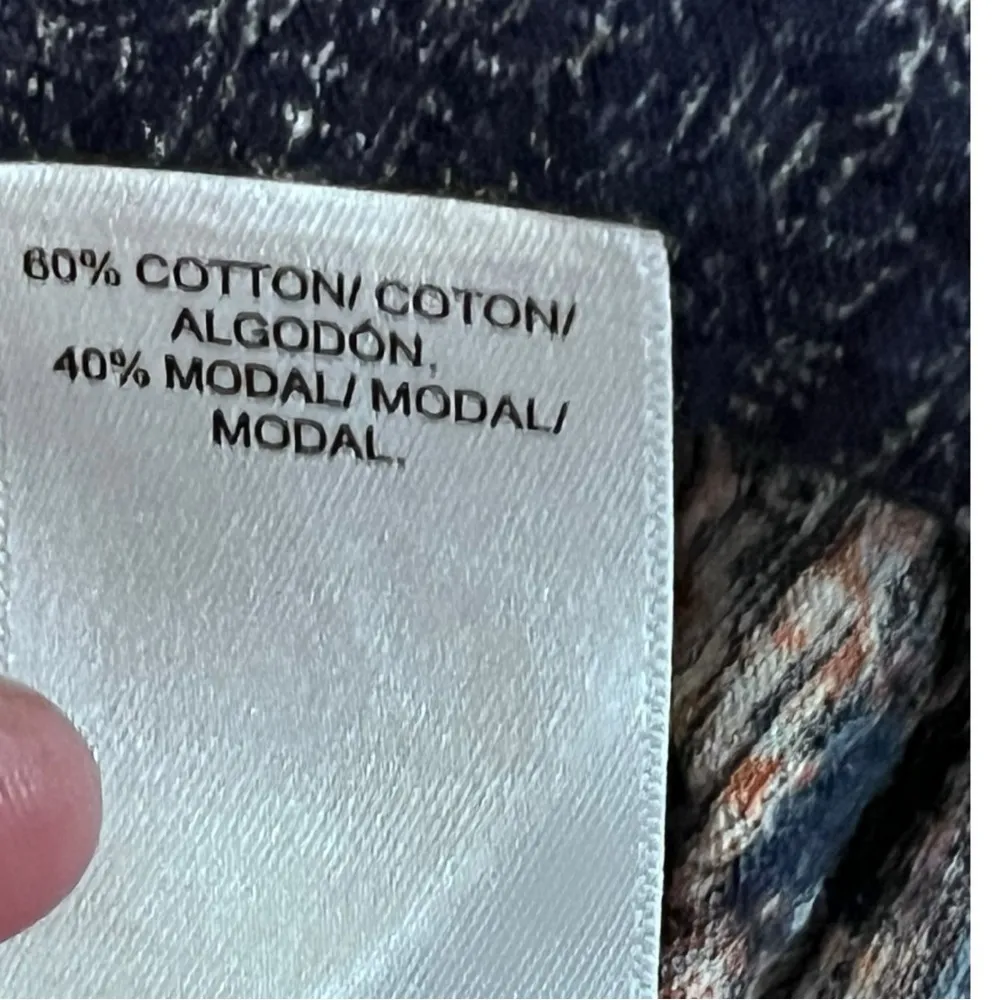 60% COTTON/ COTON/
ALGODÓN,
40% MODAL/ MODAL/
MODAL,